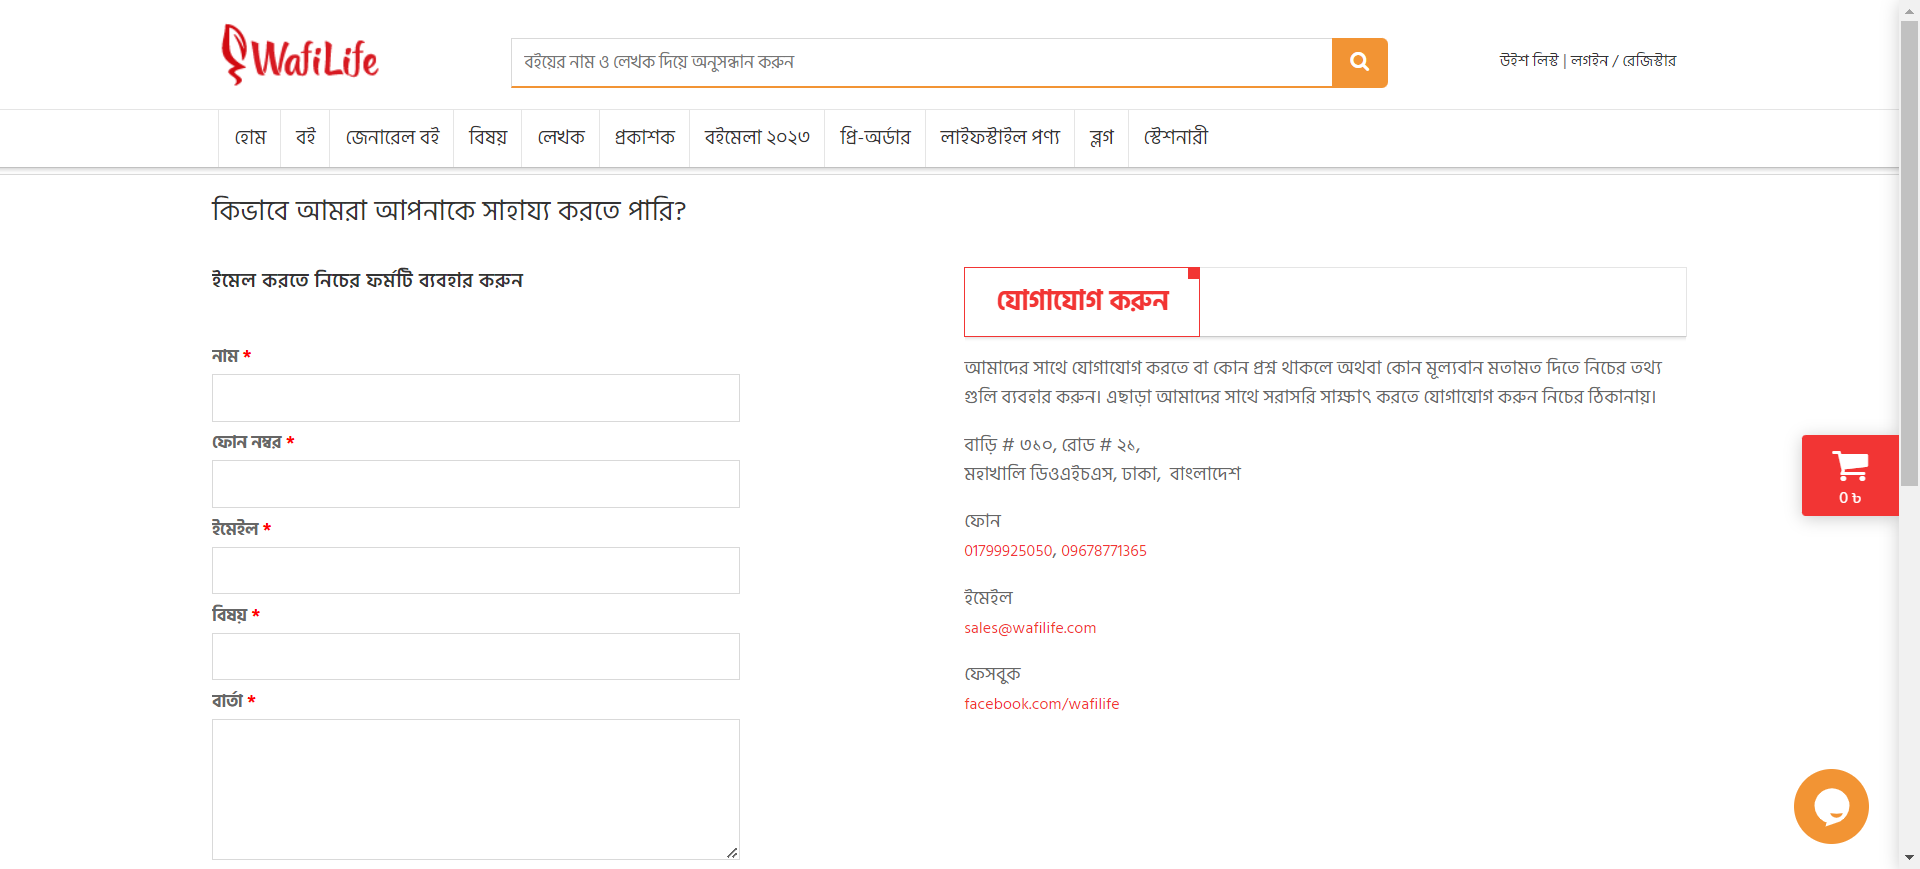 WafiLife
বইয়ের নাম ও লেখক দিয়ে অনুসন্ধান করুন
উইশ লিস্ট | লগইন / রেজিস্টার
হোম বই জেনারেল বই বিষয় লেখক প্রকাশক বইমেলা ২০২৩ প্রি-অর্ডার লাইফস্টাইল পণ্য ব্লগ স্টেশনারী
কিভাবে আমরা আপনাকে সাহায্য করতে পারি?
ইমেল করতে নিচের ফর্মটি ব্যবহার করুন
নাম *
ফোন নম্বর *
ইমেইল *
বিষয় *
বার্তা *
যোগাযোগ করুন
আমাদের সাথে যোগাযোগ করতে বা কোন প্রশ্ন থাকলে অথবা কোন মূল্যবান মতামত দিতে নিচের তথ্য
গুলি ব্যবহার করুন। এছাড়া আমাদের সাথে সরাসরি সাক্ষাৎ করতে যোগাযোগ করুন নিচের ঠিকানায়।
বাড়ি # ৩১০, রোড # ২১,
মহাখালি ডিওএইচএস, ঢাকা, বাংলাদেশ
ফোন
01799925050, 09678771365
ইমেইল
sales@wafilife.com
ফেসবুক
facebook.com/wafilife
0 ৳